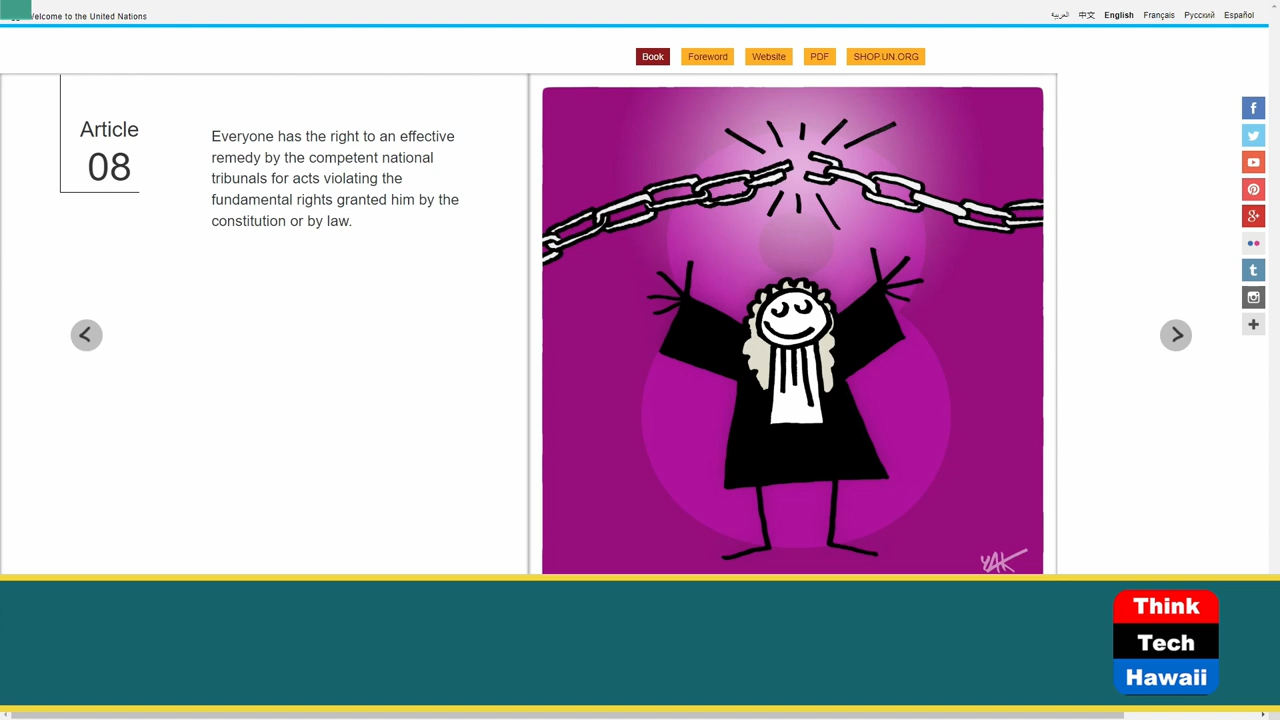 Welcome to the United Nations
العربية 中文 English Français Русский Español
Book Foreword Website PDF SHOP.UN.ORG
Article
08
Everyone has the right to an effective
remedy by the competent national
tribunals for acts violating the
fundamental rights granted him by the
constitution or by law.
YAK
Think
Tech
Hawaii